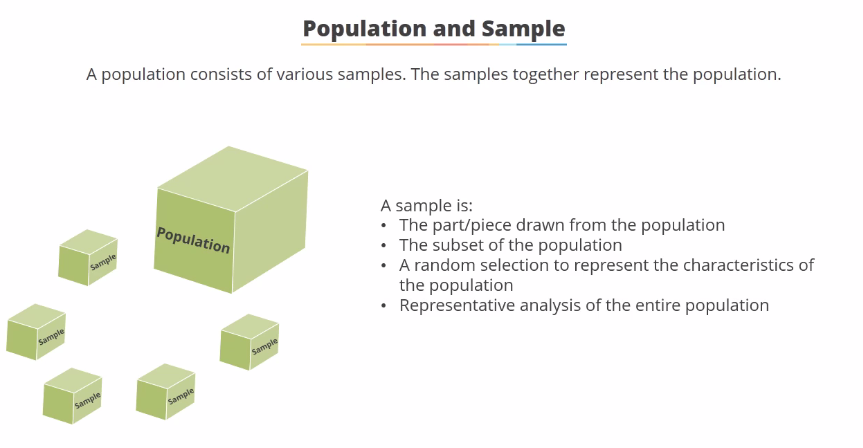 Population and Sample
A population consists of various samples. The samples together represent the population.
Population
Sample
Sample
Sample
Sample
Sample
A sample is:
• The part/piece drawn from the population
• The subset of the population
• A random selection to represent the characteristics of
the population
• Representative analysis of the entire population